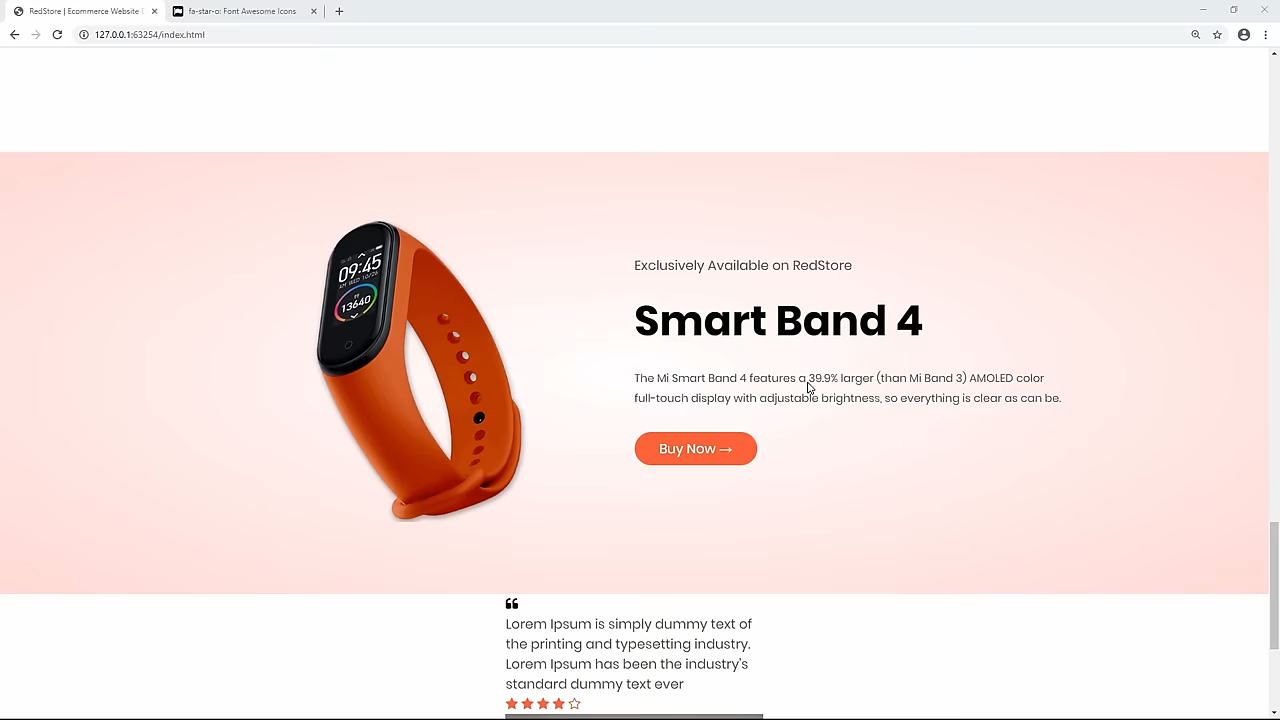 RedStore | Ecommerce Website
fa-star-o: Font Awesome Icons
127.0.0.1:63254/index.html
09:45
AM WED 10/26
13640
Exclusively Available on RedStore
Smart Band 4
The Mi Smart Band 4 features a 39.9% larger (than Mi Band 3) AMOLED color
full-touch display with adjustable brightness, so everything is clear as can be.
Buy Now →
“
Lorem Ipsum is simply dummy text of
the printing and typesetting industry.
Lorem Ipsum has been the industry's
standard dummy text ever